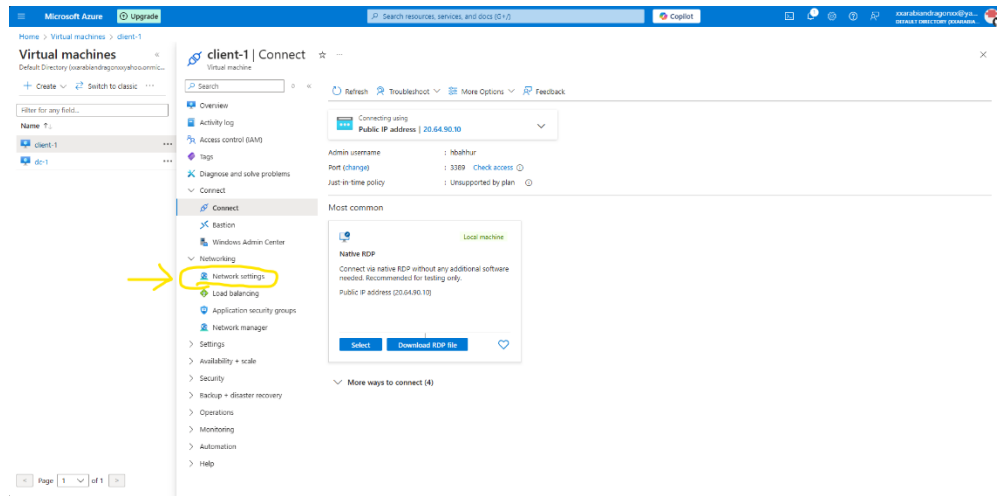 Microsoft Azure
Upgrade
Search resources, services, and docs (G+/)
Copilot
xxarabiandragonxx@ya...
Home > Virtual machines > client-1
Virtual machines
«
+ Create
Switch to classic
...
Filter for any field...
Name ↑↓
client-1
...
dc-1
...
< Page 1 of 1 >
client-1 | Connect
...
Virtual machine
Search
«
Overview
Activity log
Access control (IAM)
Tags
Diagnose and solve problems
Connect
Connect
Bastion
Windows Admin Center
Networking
Network settings
Load balancing
Application security groups
Network manager
Settings
Availability + scale
Security
Backup + disaster recovery
Operations
Monitoring
Automation
Help
Refresh
Troubleshoot
More Options
Feedback
Connecting using
Public IP address | 20.64.90.10
Admin username : hbahhur
Port (change) : 3389 Check access
Just-in-time policy : Unsupported by plan
Most common
Local machine
Native RDP
Connect via native RDP without any additional software
needed. Recommended for testing only.
Public IP address (20.64.90.10)
Select
Download RDP file
More ways to connect (4)